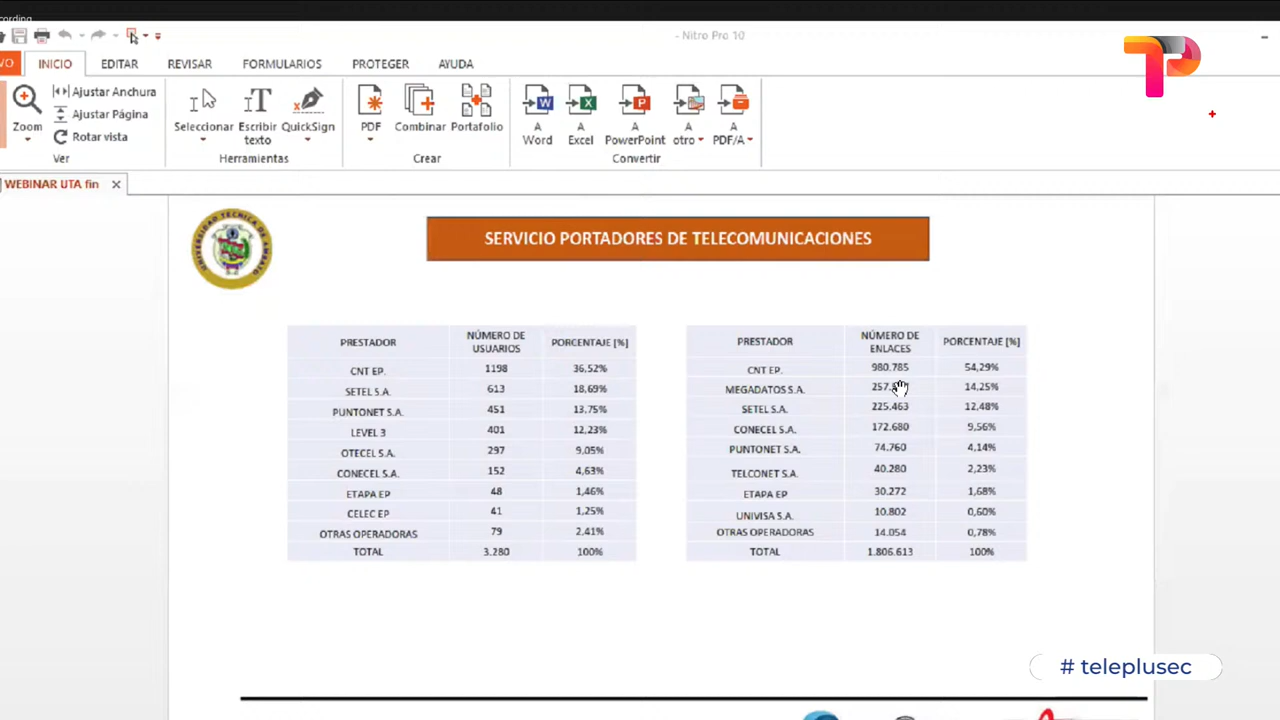 cording
- Nitro Pro 10
VO INICIO EDITAR REVISAR FORMULARIOS PROTEGER AYUDA
Zoom
Ajustar Anchura
Ajustar Página
Rotar vista
Ver
Seleccionar
Escribir texto
QuickSign
Herramientas
PDF
Combinar
Portafolio
Crear
A Word
A Excel
A PowerPoint
A otro
A PDF/A
Convertir
WEBINAR UTA fin
UNIVERSIDAD TECNICA DE AMBATO
SERVICIO PORTADORES DE TELECOMUNICACIONES
PRESTADOR NÚMERO DE USUARIOS PORCENTAJE [%]
CNT EP. 1198 36,52%
SETEL S.A. 613 18,69%
PUNTONET S.A. 451 13,75%
LEVEL 3 401 12,23%
OTECEL S.A. 297 9,05%
CONECEL S.A. 152 4,63%
ETAPA EP 48 1,46%
CELEC EP 41 1,25%
OTRAS OPERADORAS 79 2,41%
TOTAL 3.280 100%
PRESTADOR NÚMERO DE ENLACES PORCENTAJE [%]
CNT EP. 980.785 54,29%
MEGADATOS S.A. 14,25%
SETEL S.A. 225.463 12,48%
CONECEL S.A. 172.680 9,56%
PUNTONET S.A. 74.760 4,14%
TELCONET S.A. 40.280 2,23%
ETAPA EP 30.272 1,68%
UNIVISA S.A. 10.802 0,60%
OTRAS OPERADORAS 14.054 0,78%
TOTAL 1.806.613 100%
# teleplusec